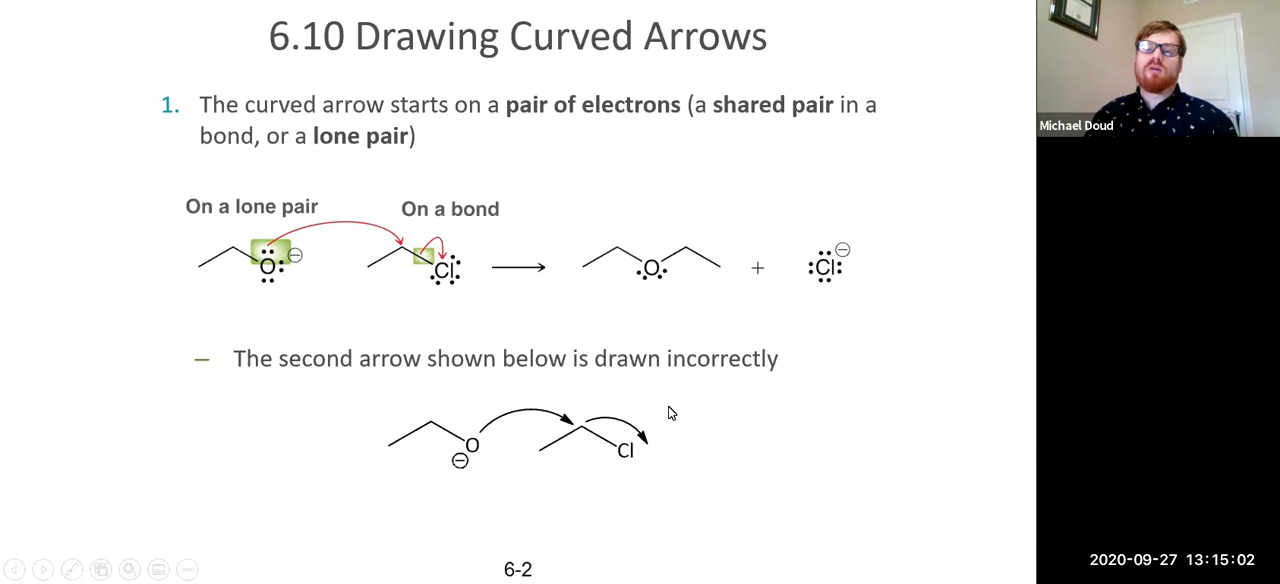 6.10 Drawing Curved Arrows
Michael Doud
1. The curved arrow starts on a pair of electrons (a shared pair in a
bond, or a lone pair)
On a lone pair
On a bond
O: ⊖ Cl: O + :Cl: ⊖
– The second arrow shown below is drawn incorrectly
O ⊖ Cl
6-2
2020-09-27 13:15:02